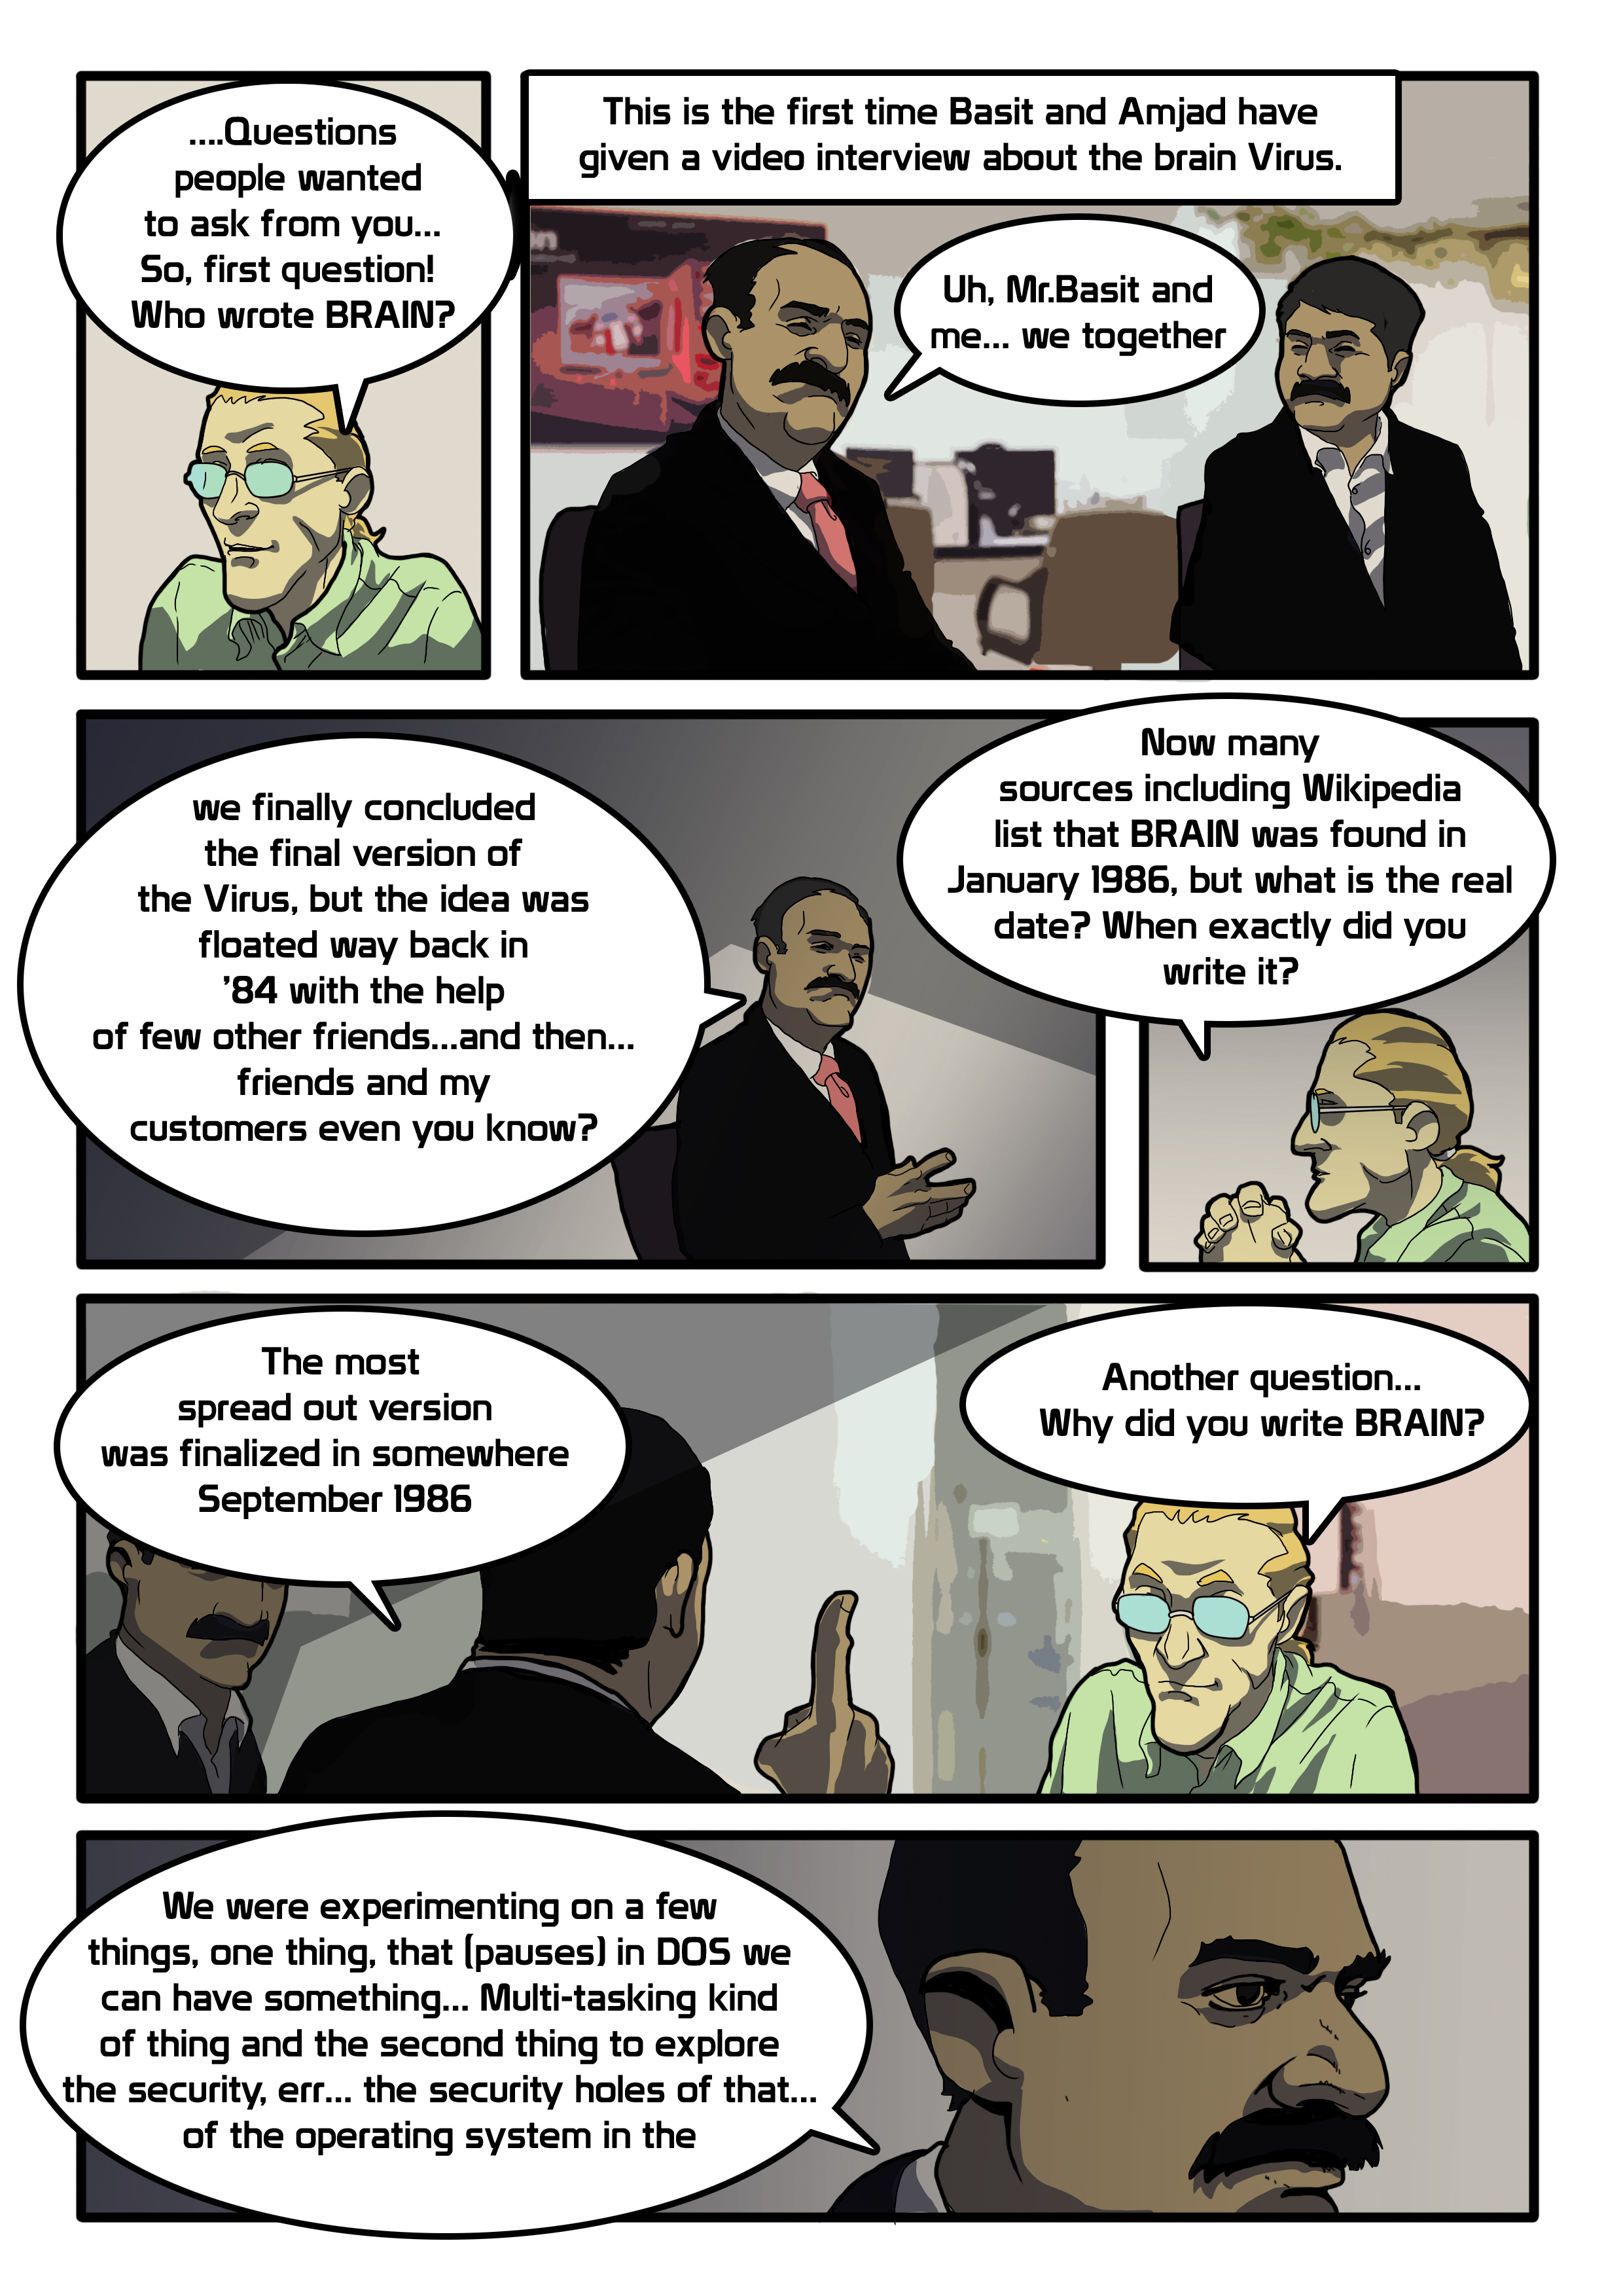 ....Questions
people wanted
to ask from you...
So, first question!
Who wrote BRAIN?
This is the first time Basit and Amjad have
given a video interview about the brain Virus.
on
Uh, Mr.Basit and
me... we together
we finally concluded
the final version of
the Virus, but the idea was
floated way back in
'84 with the help
of few other friends...and then...
friends and my
customers even you know?
Now many
sources including Wikipedia
list that BRAIN was found in
January 1986, but what is the real
date? When exactly did you
write it?
The most
spread out version
was finalized in somewhere
September 1986
Another question...
Why did you write BRAIN?
We were experimenting on a few
things, one thing, that (pauses) in DOS we
can have something... Multi-tasking kind
of thing and the second thing to explore
the security, err... the security holes of that...
of the operating system in the